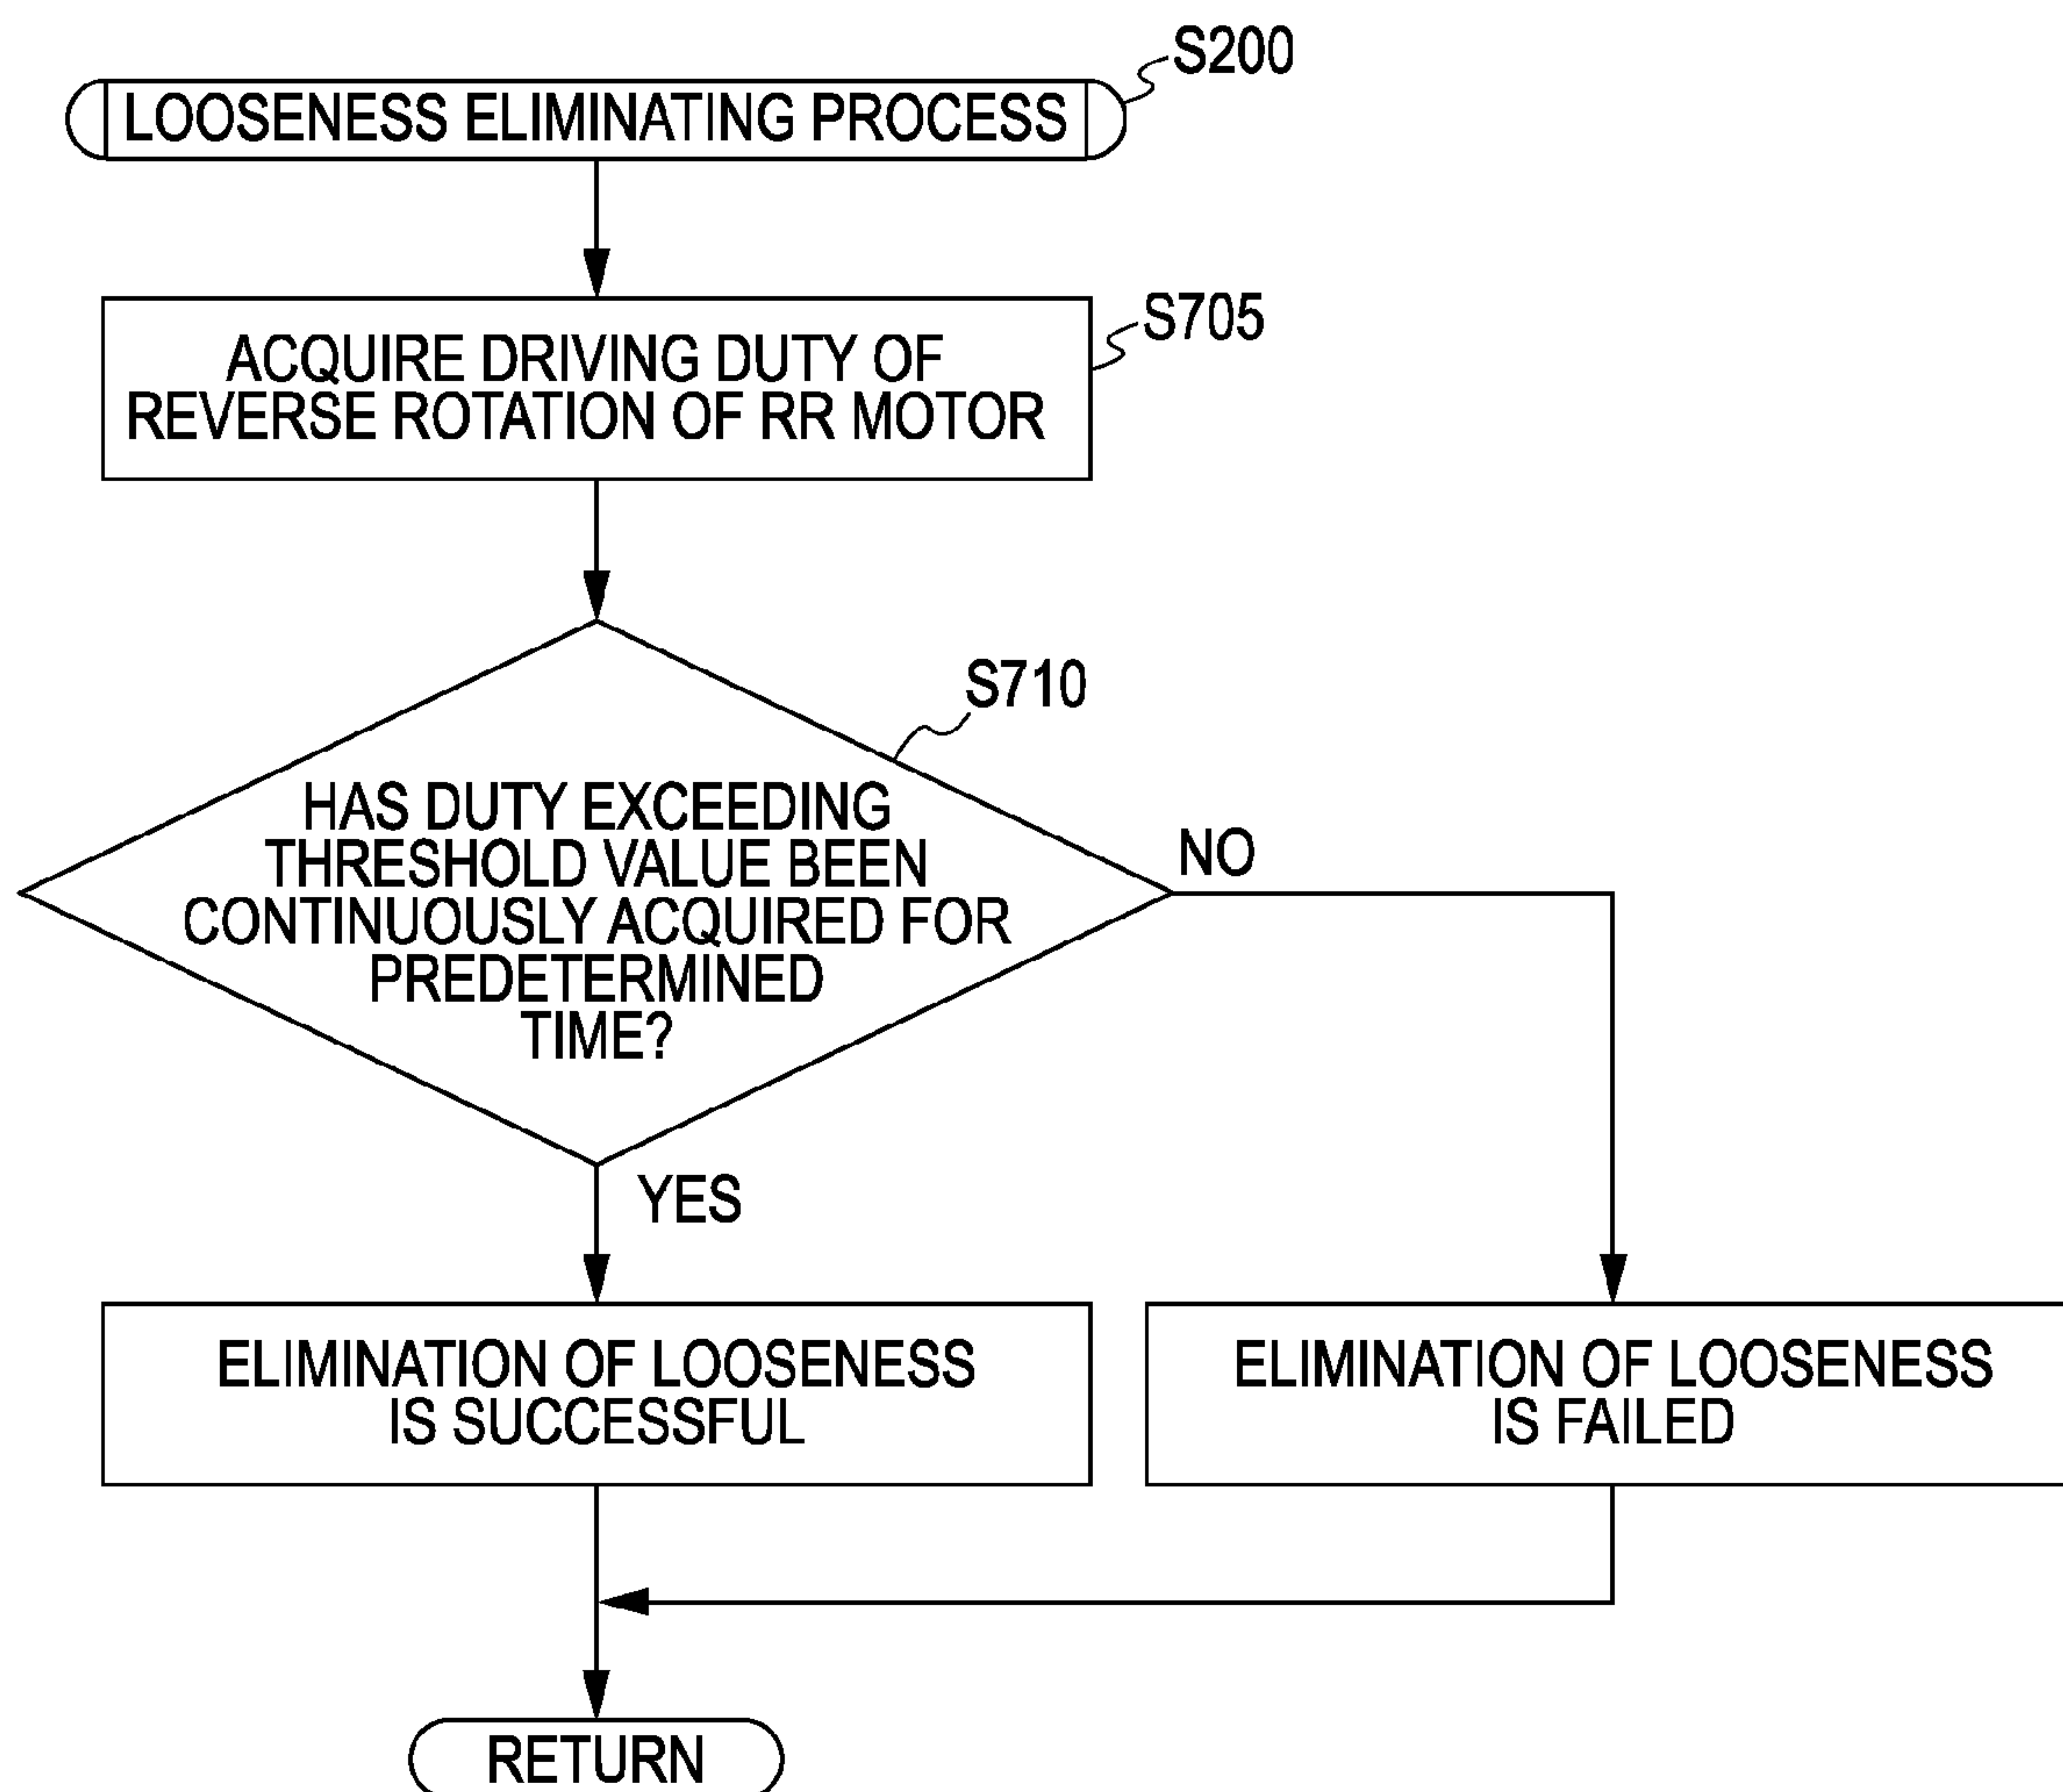 S200
LOOSENESS ELIMINATING PROCESS
S705
ACQUIRE DRIVING DUTY OF
REVERSE ROTATION OF RR MOTOR
S710
HAS DUTY EXCEEDING
THRESHOLD VALUE BEEN
CONTINUOUSLY ACQUIRED FOR
PREDETERMINED
TIME?
NO
YES
ELIMINATION OF LOOSENESS
IS SUCCESSFUL
ELIMINATION OF LOOSENESS
IS FAILED
RETURN